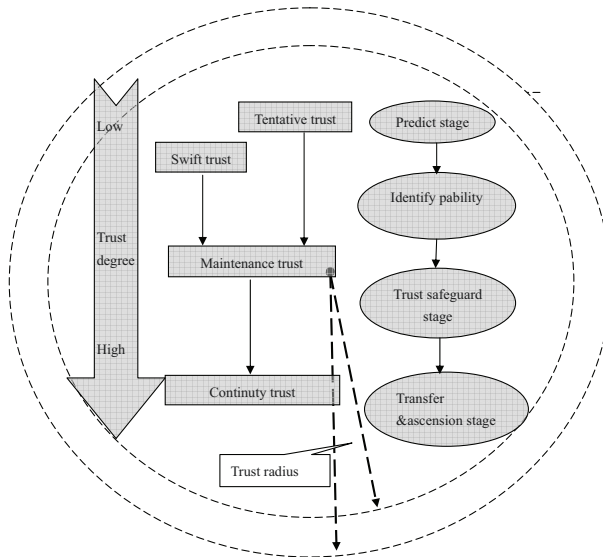 Low
Trust
degree
High
Tentative trust
Swift trust
Maintenance trust
Continuty trust
Trust radius
Predict stage
Identify pability
Trust safeguard
stage
Transfer
&ascension stage